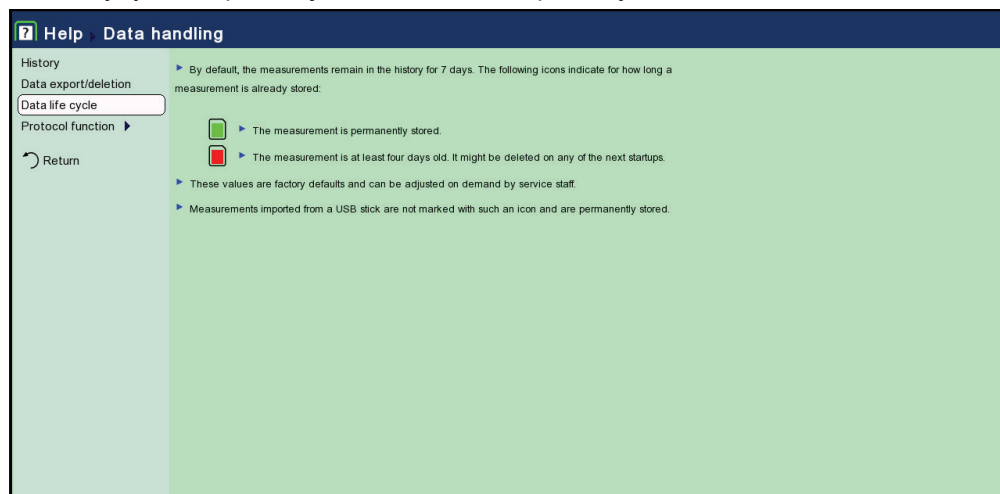 ? Help Data handling
History
Data export/deletion
Data life cycle
Protocol function
Return
By default, the measurements remain in the history for 7 days. The following icons indicate for how long a
measurement is already stored:
The measurement is permanently stored.
The measurement is at least four days old. It might be deleted on any of the next startups.
These values are factory defaults and can be adjusted on demand by service staff.
Measurements imported from a USB stick are not marked with such an icon and are permanently stored.